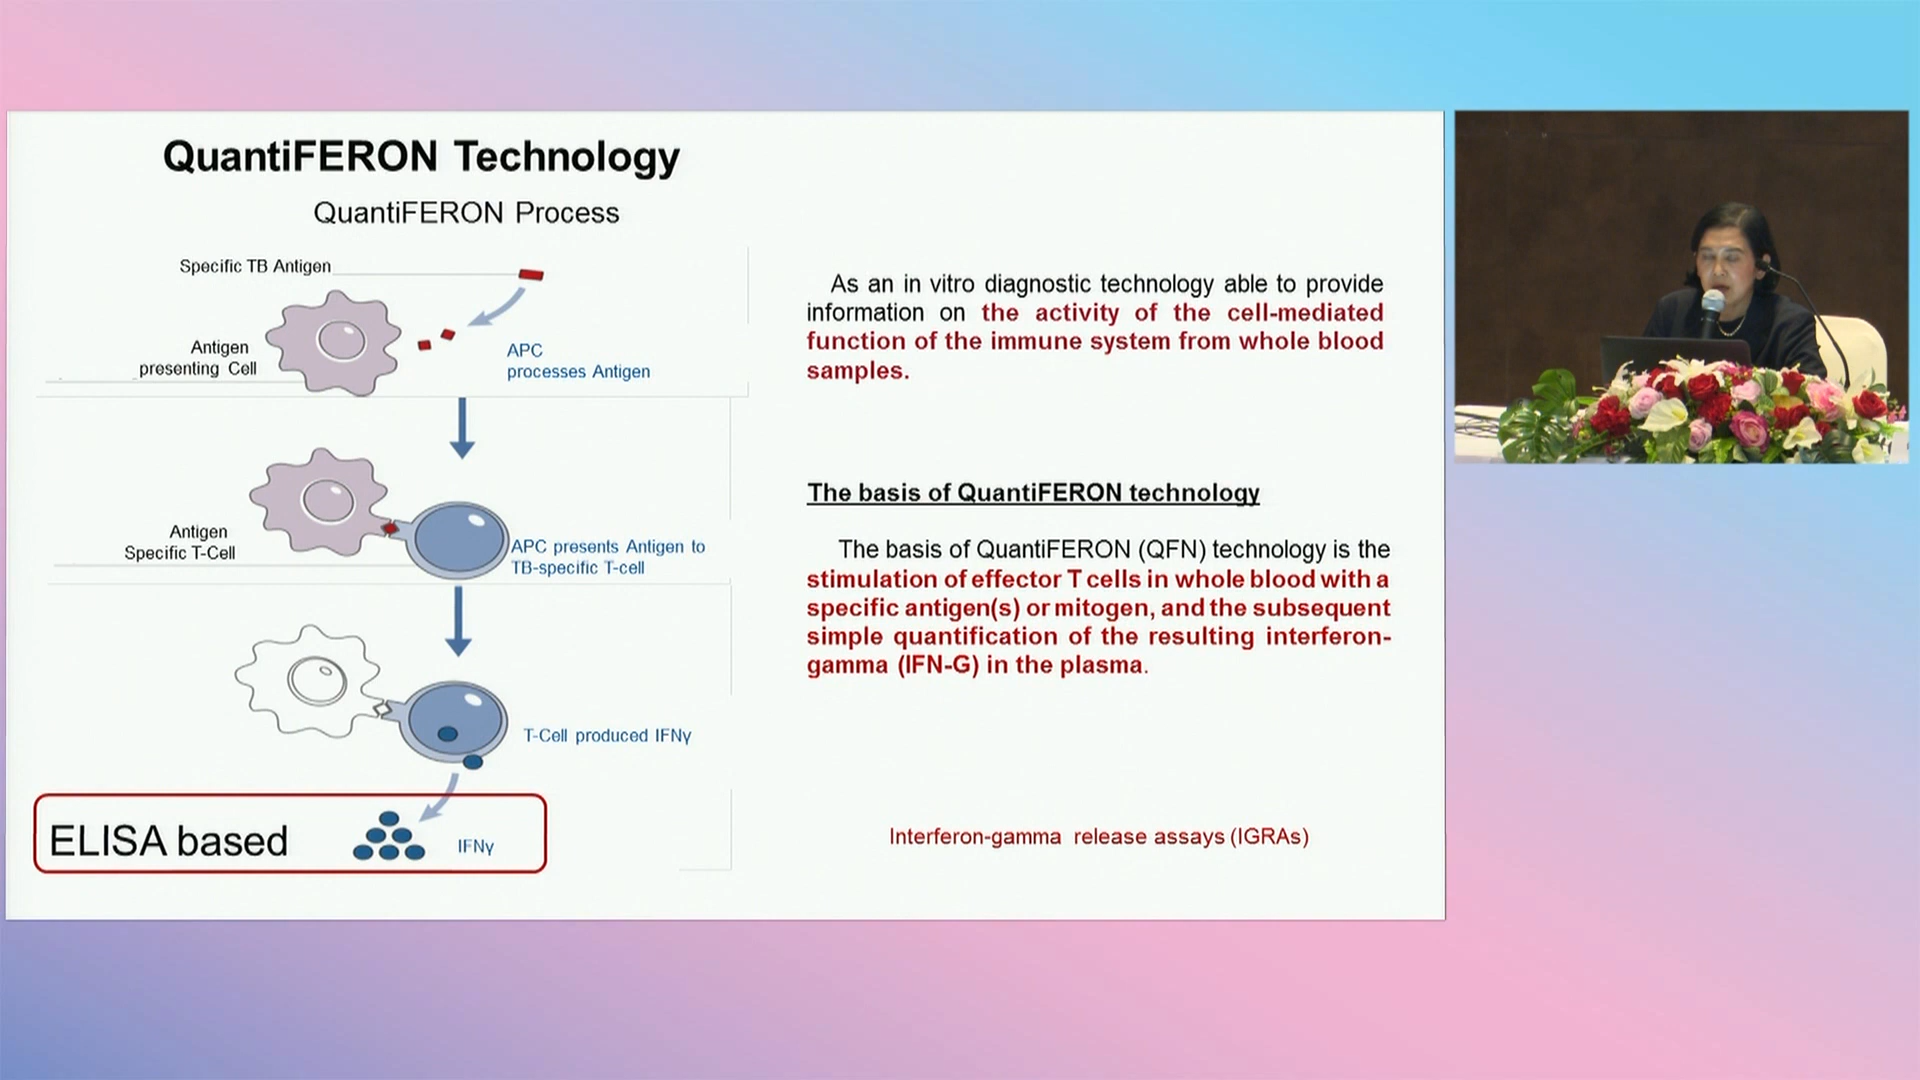 QuantiFERON Technology
QuantiFERON Process
Specific TB Antigen
Antigen
presenting Cell
APC
processes Antigen
Antigen
Specific T-Cell
APC presents Antigen to
TB-specific T-cell
T-Cell produced IFNγ
ELISA based
IFNγ
As an in vitro diagnostic technology able to provide
information on the activity of the cell-mediated
function of the immune system from whole blood
samples.
The basis of QuantiFERON technology
The basis of QuantiFERON (QFN) technology is the
stimulation of effector T cells in whole blood with a
specific antigen(s) or mitogen, and the subsequent
simple quantification of the resulting interferon-
gamma (IFN-G) in the plasma.
Interferon-gamma release assays (IGRAs)